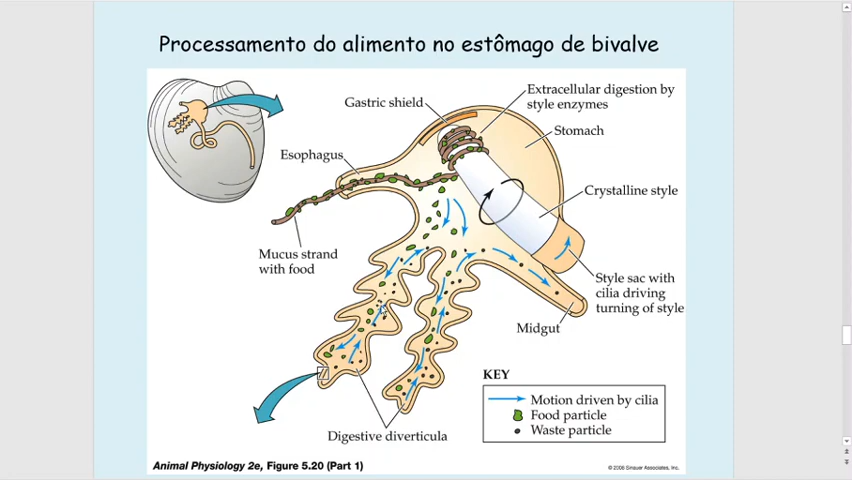 Processamento do alimento no estômago de bivalve
Extracellular digestion by
style enzymes
Gastric shield
Stomach
Esophagus
Crystalline style
Mucus strand
with food
Style sac with
cilia driving
turning of style
Midgut
KEY
Motion driven by cilia
Food particle
Waste particle
Digestive diverticula
Animal Physiology 2e, Figure 5.20 (Part 1)
© 2008 Sinauer Associates, Inc.